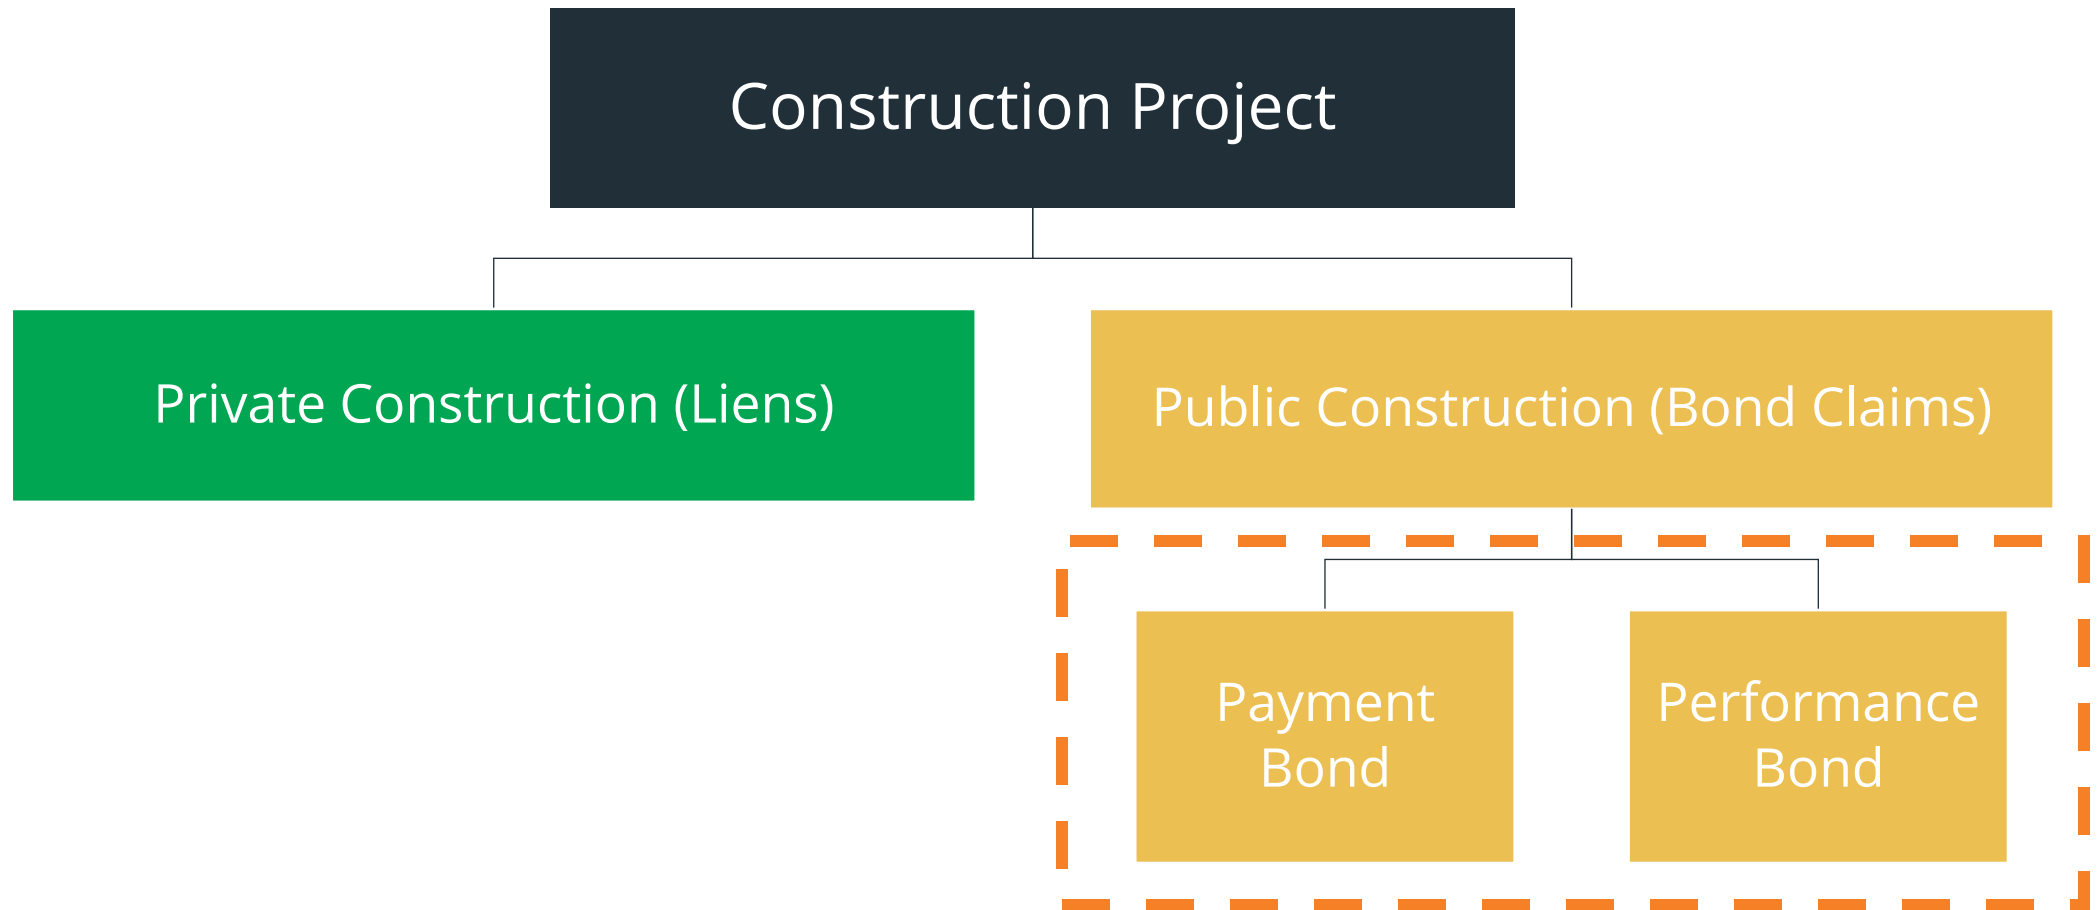 Construction Project
Private Construction (Liens)
Public Construction (Bond Claims)
Payment
Bond
Performance
Bond